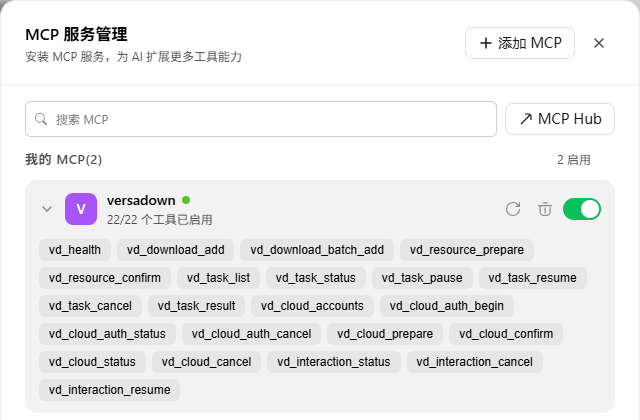 MCP 服务管理
安装 MCP 服务，为 AI 扩展更多工具能力
添加 MCP
搜索 MCP
MCP Hub
我的 MCP(2)
2 启用
V
versadown
22/22 个工具已启用
vd_health vd_download_add vd_download_batch_add vd_resource_prepare
vd_resource_confirm vd_task_list vd_task_status vd_task_pause vd_task_resume
vd_task_cancel vd_task_result vd_cloud_accounts vd_cloud_auth_begin
vd_cloud_auth_status vd_cloud_auth_cancel vd_cloud_prepare vd_cloud_confirm
vd_cloud_status vd_cloud_cancel vd_interaction_status vd_interaction_cancel
vd_interaction_resume